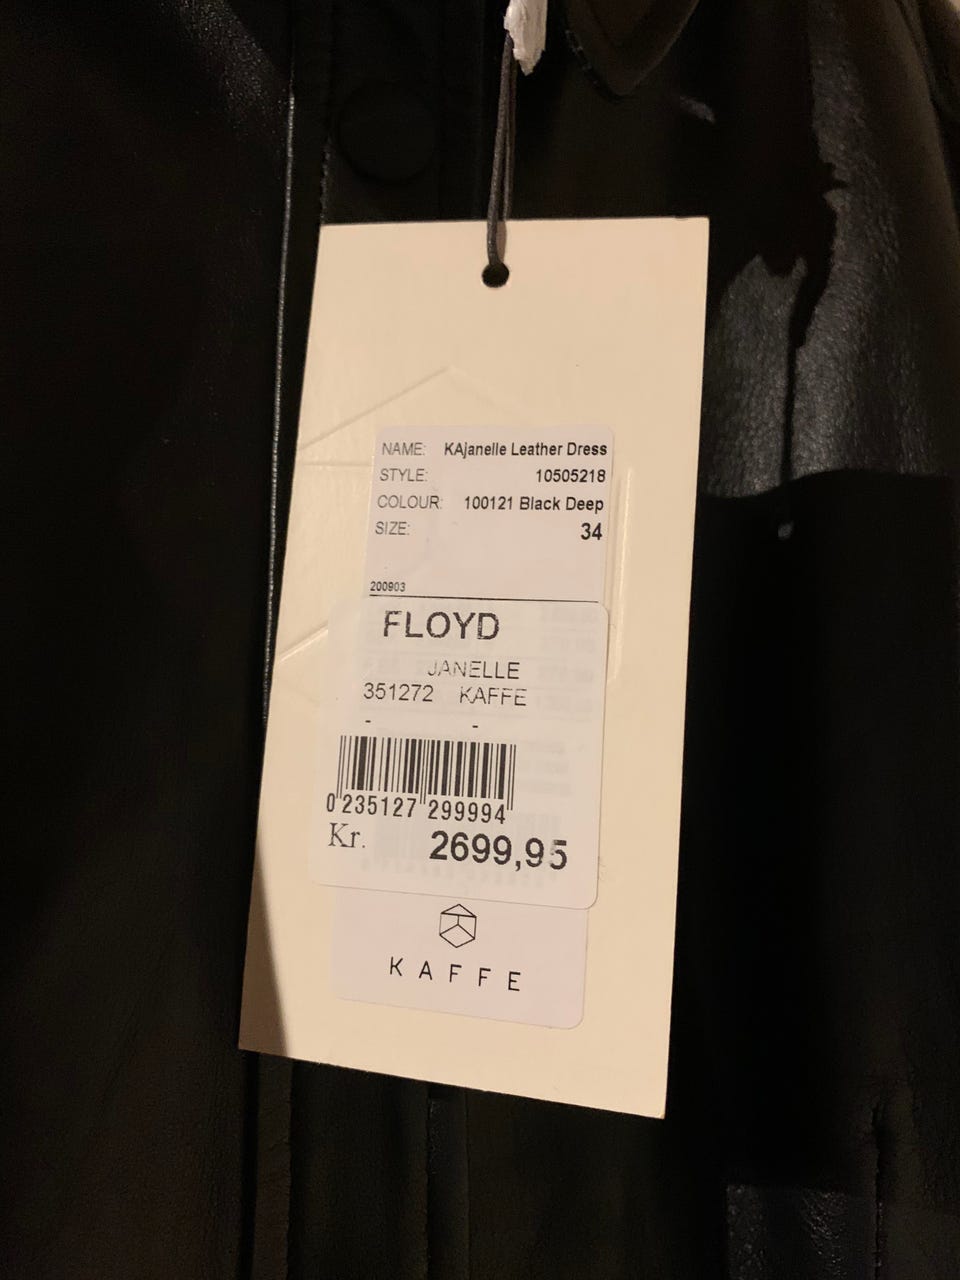 NAME: KAjanelle Leather Dress
STYLE: 10505218
COLOUR: 100121 Black Deep
SIZE: 34
200903
FLOYD
JANELLE
351272 KAFFE
- -
0 235127 299994
Kr. 2699,95
KAFFE